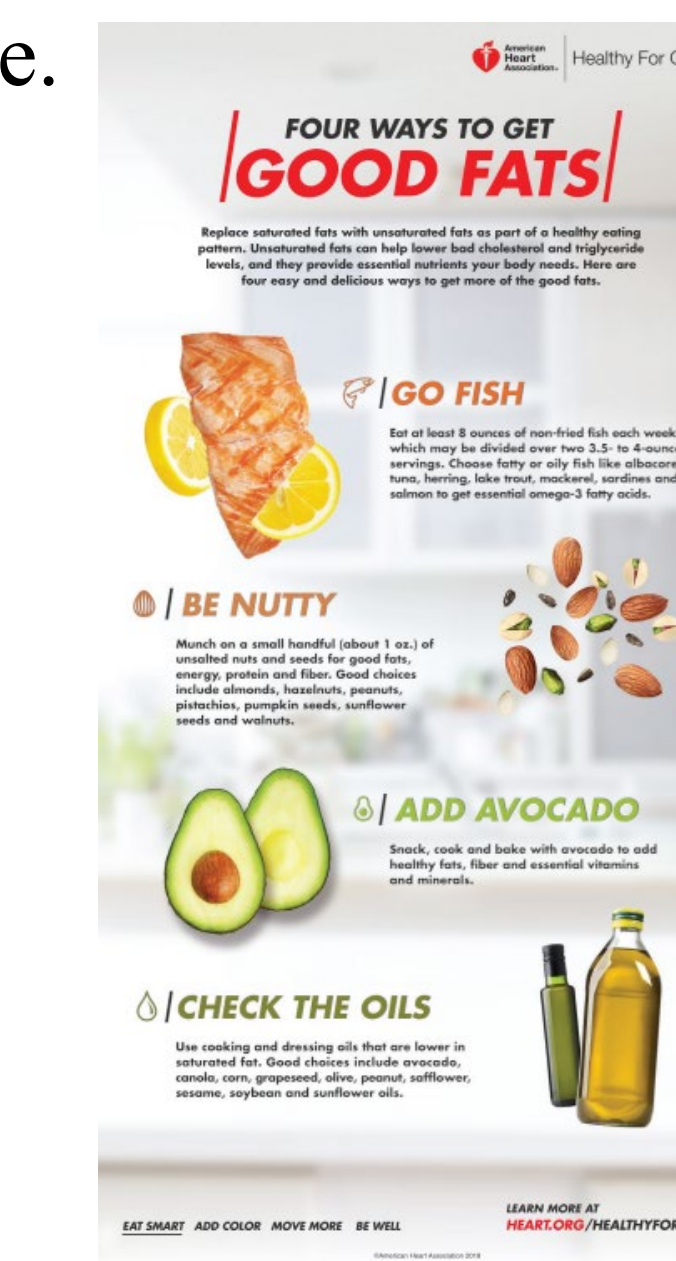 e.
American
Heart
Association.
Healthy For G
FOUR WAYS TO GET
GOOD FATS
Replace saturated fats with unsaturated fats as part of a healthy eating
pattern. Unsaturated fats can help lower bad cholesterol and triglyceride
levels, and they provide essential nutrients your body needs. Here are
four easy and delicious ways to get more of the good fats.
GO FISH
Eat at least 8 ounces of non-fried fish each week
which may be divided over two 3.5- to 4-ounce
servings. Choose fatty or oily fish like albacore
tuna, herring, lake trout, mackerel, sardines and
salmon to get essential omega-3 fatty acids.
BE NUTTY
Munch on a small handful (about 1 oz.) of
unsalted nuts and seeds for good fats,
energy, protein and fiber. Good choices
include almonds, hazelnuts, peanuts,
pistachios, pumpkin seeds, sunflower
seeds and walnuts.
ADD AVOCADO
Snack, cook and bake with avocado to add
healthy fats, fiber and essential vitamins
and minerals.
CHECK THE OILS
Use cooking and dressing oils that are lower in
saturated fat. Good choices include avocado,
canola, corn, grapeseed, olive, peanut, safflower,
sesame, soybean and sunflower oils.
EAT SMART ADD COLOR MOVE MORE BE WELL
LEARN MORE AT
HEART.ORG/HEALTHYFOR
©American Heart Association 2018